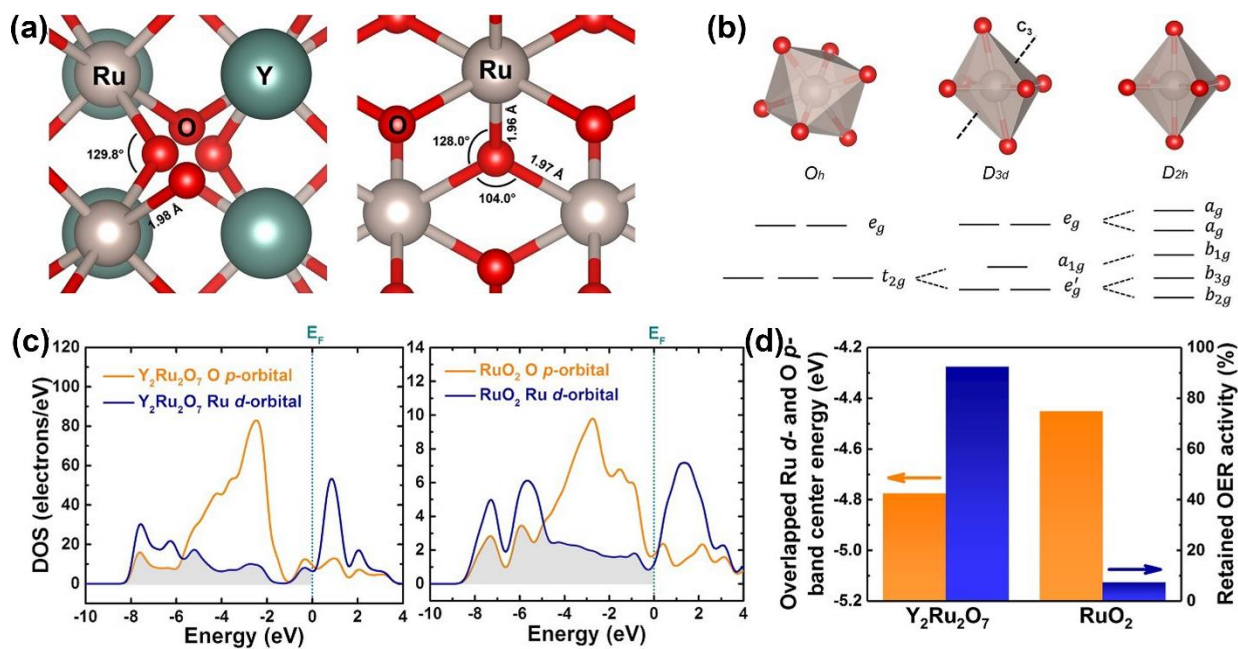 (a)
Ru
Y
O
129.8°
1.98 Å
Ru
O
1.96 Å
128.0°
1.97 Å
104.0°
(b)
C₃
Oh
D3d
D2h
eg
t2g
eg
a1g
e′g
ag
ag
b1g
b3g
b2g
(c)
DOS (electrons/eV)
120
100
80
60
40
20
0
EF
Y₂Ru₂O₇ O p-orbital
Y₂Ru₂O₇ Ru d-orbital
-10 -8 -6 -4 -2 0 2 4
Energy (eV)
14
12
10
8
6
4
2
0
EF
RuO₂ O p-orbital
RuO₂ Ru d-orbital
-10 -8 -6 -4 -2 0 2 4
Energy (eV)
(d)
Overlapped Ru d- and O p-
band center energy (eV)
-4.2
-4.4
-4.6
-4.8
-5.0
-5.2
Y₂Ru₂O₇
RuO₂
100
80
60
40
20
10
0
Retained OER activity (%)